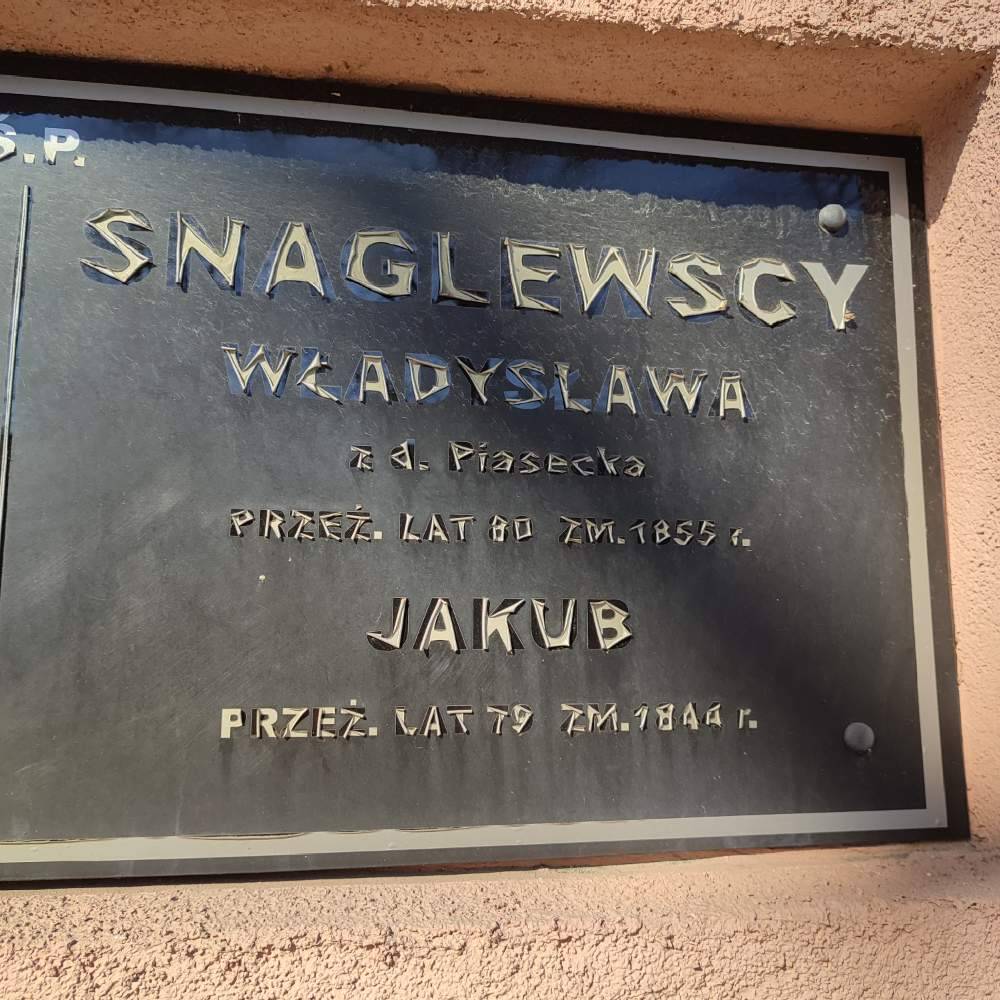 Ś.P.
SNAGLEWSCY
WŁADYSŁAWA
z d. Piasecka
PRZEŻ. LAT 80 ZM. 1855 r.
JAKUB
PRZEŻ. LAT 79 ZM. 1844 r.